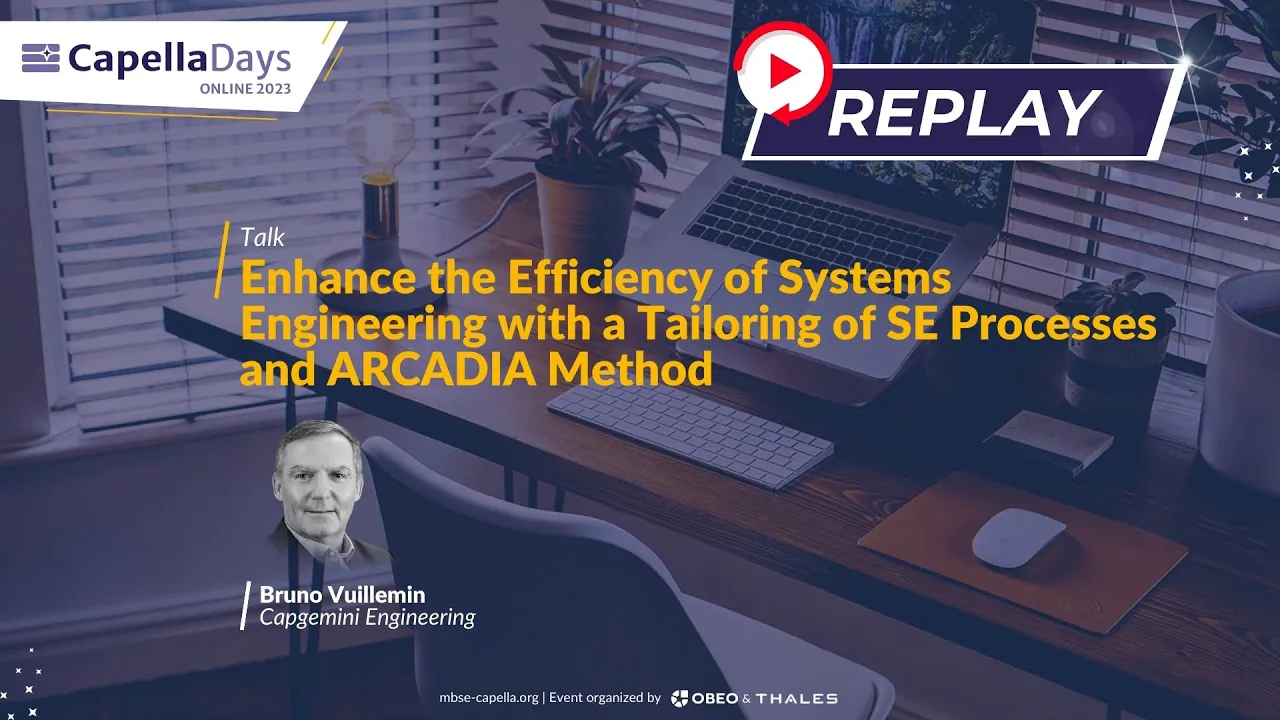 CapellaDays
ONLINE 2023
REPLAY
Talk
Enhance the Efficiency of Systems
Engineering with a Tailoring of SE Processes
and ARCADIA Method
Bruno Vuillemin
Capgemini Engineering
mbse-capella.org | Event organized by OBEO & THALES